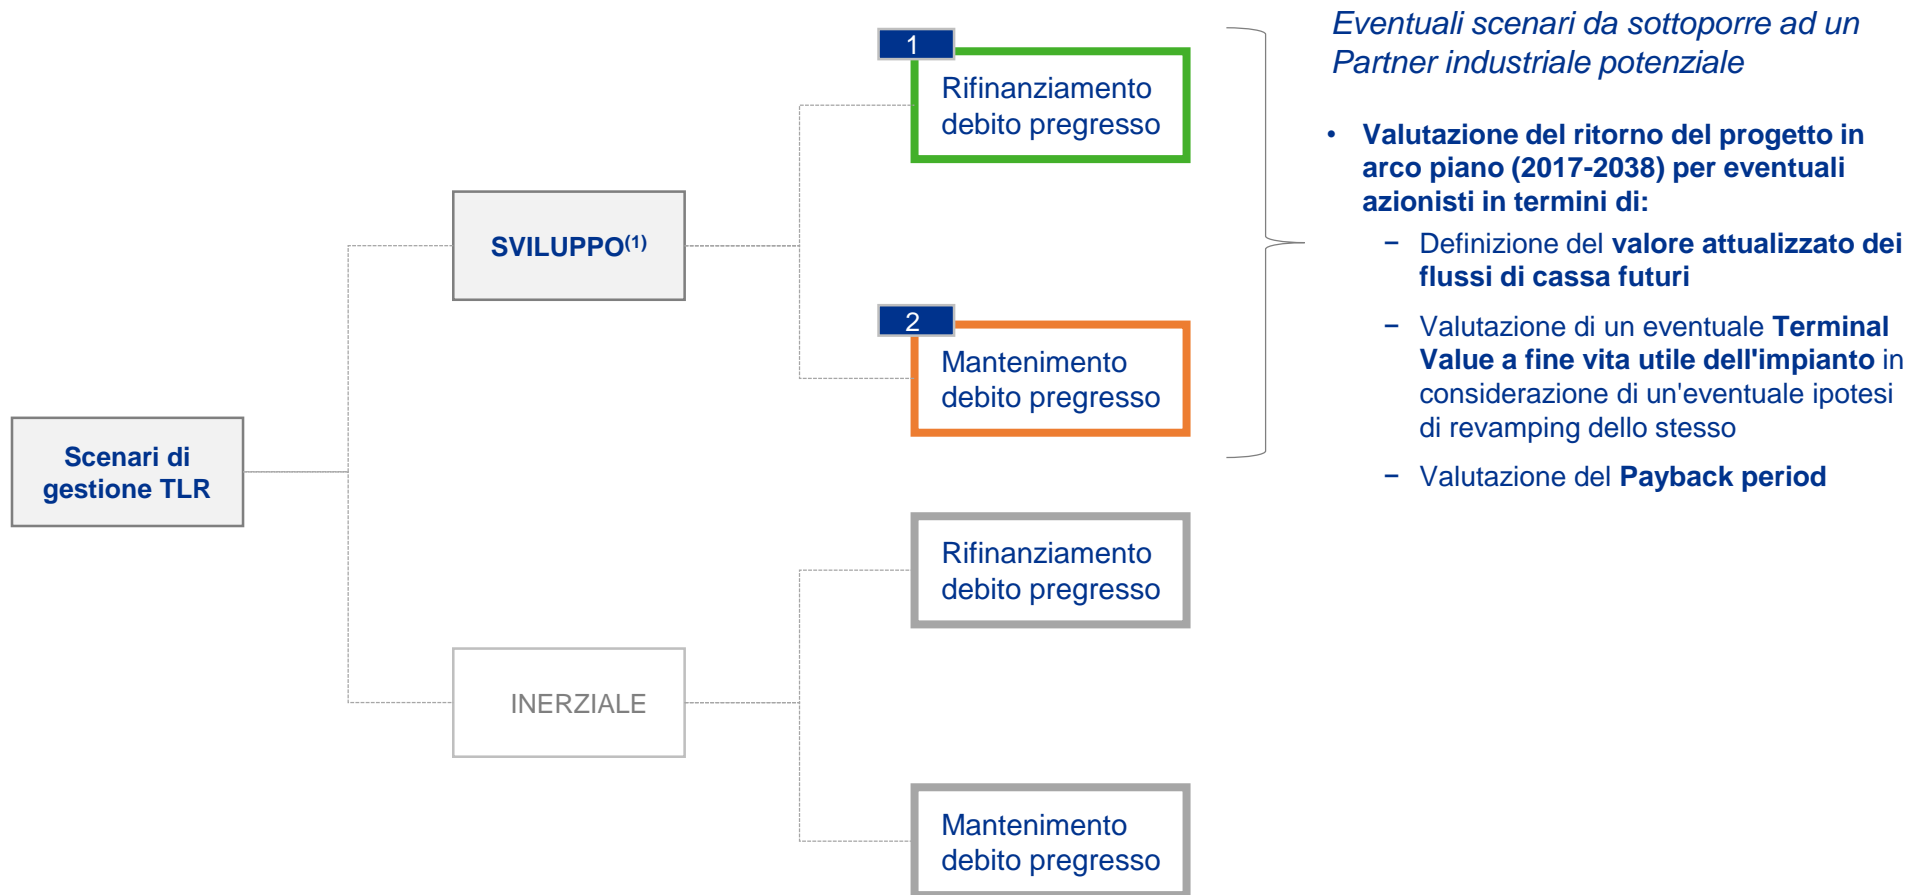 Scenari di
gestione TLR
SVILUPPO(1)
INERZIALE
1
Rifinanziamento
debito pregresso
2
Mantenimento
debito pregresso
Rifinanziamento
debito pregresso
Mantenimento
debito pregresso
Eventuali scenari da sottoporre ad un
Partner industriale potenziale
• Valutazione del ritorno del progetto in
arco piano (2017-2038) per eventuali
azionisti in termini di:
− Definizione del valore attualizzato dei
flussi di cassa futuri
− Valutazione di un eventuale Terminal
Value a fine vita utile dell'impianto in
considerazione di un'eventuale ipotesi
di revamping dello stesso
− Valutazione del Payback period